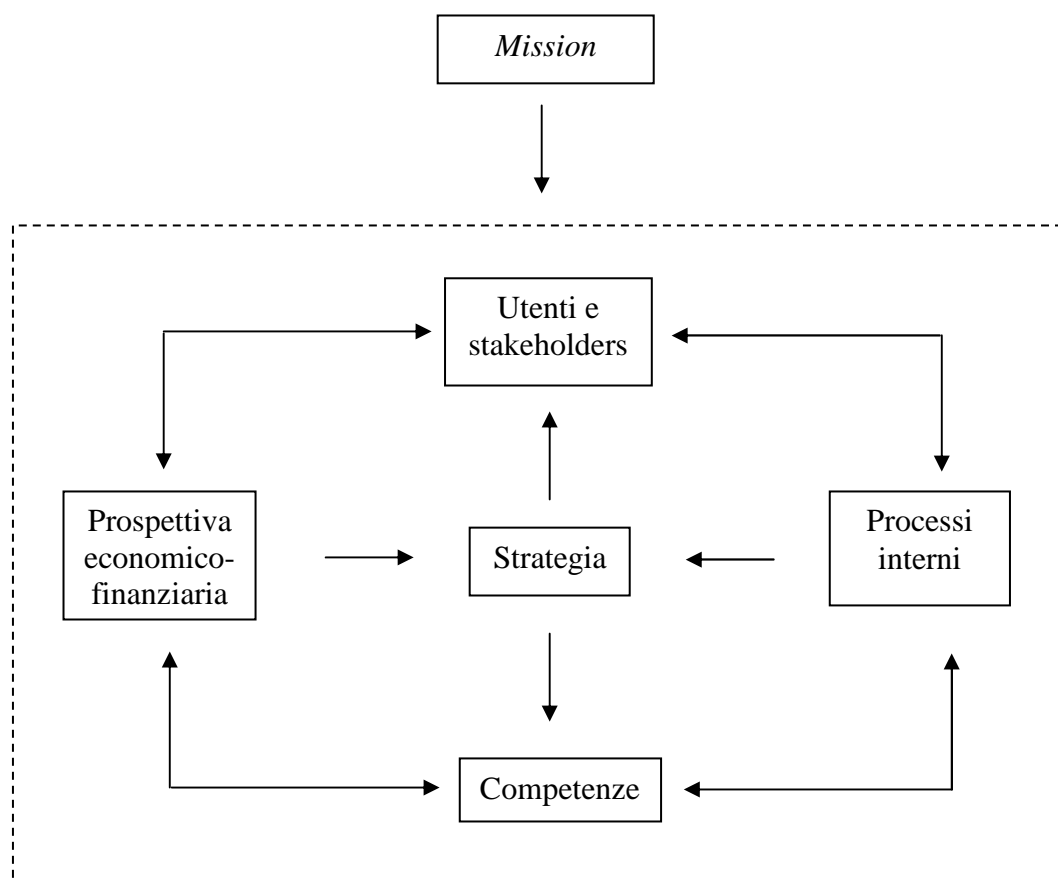 Mission
Utenti e
stakeholders
Prospettiva
economico-
finanziaria
Strategia
Processi
interni
Competenze